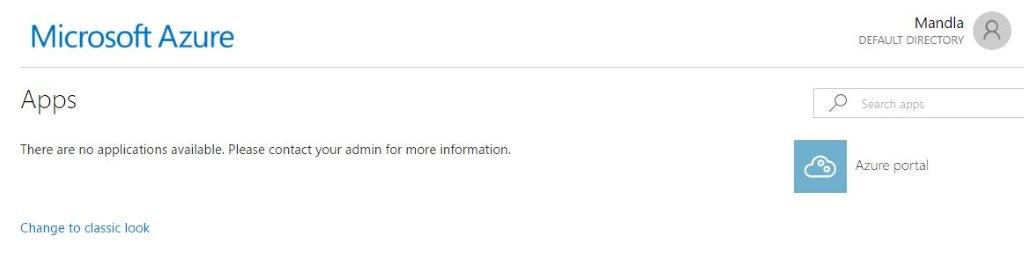 Microsoft Azure
Mandla
DEFAULT DIRECTORY
Apps
Search apps
There are no applications available. Please contact your admin for more information.
Azure portal
Change to classic look